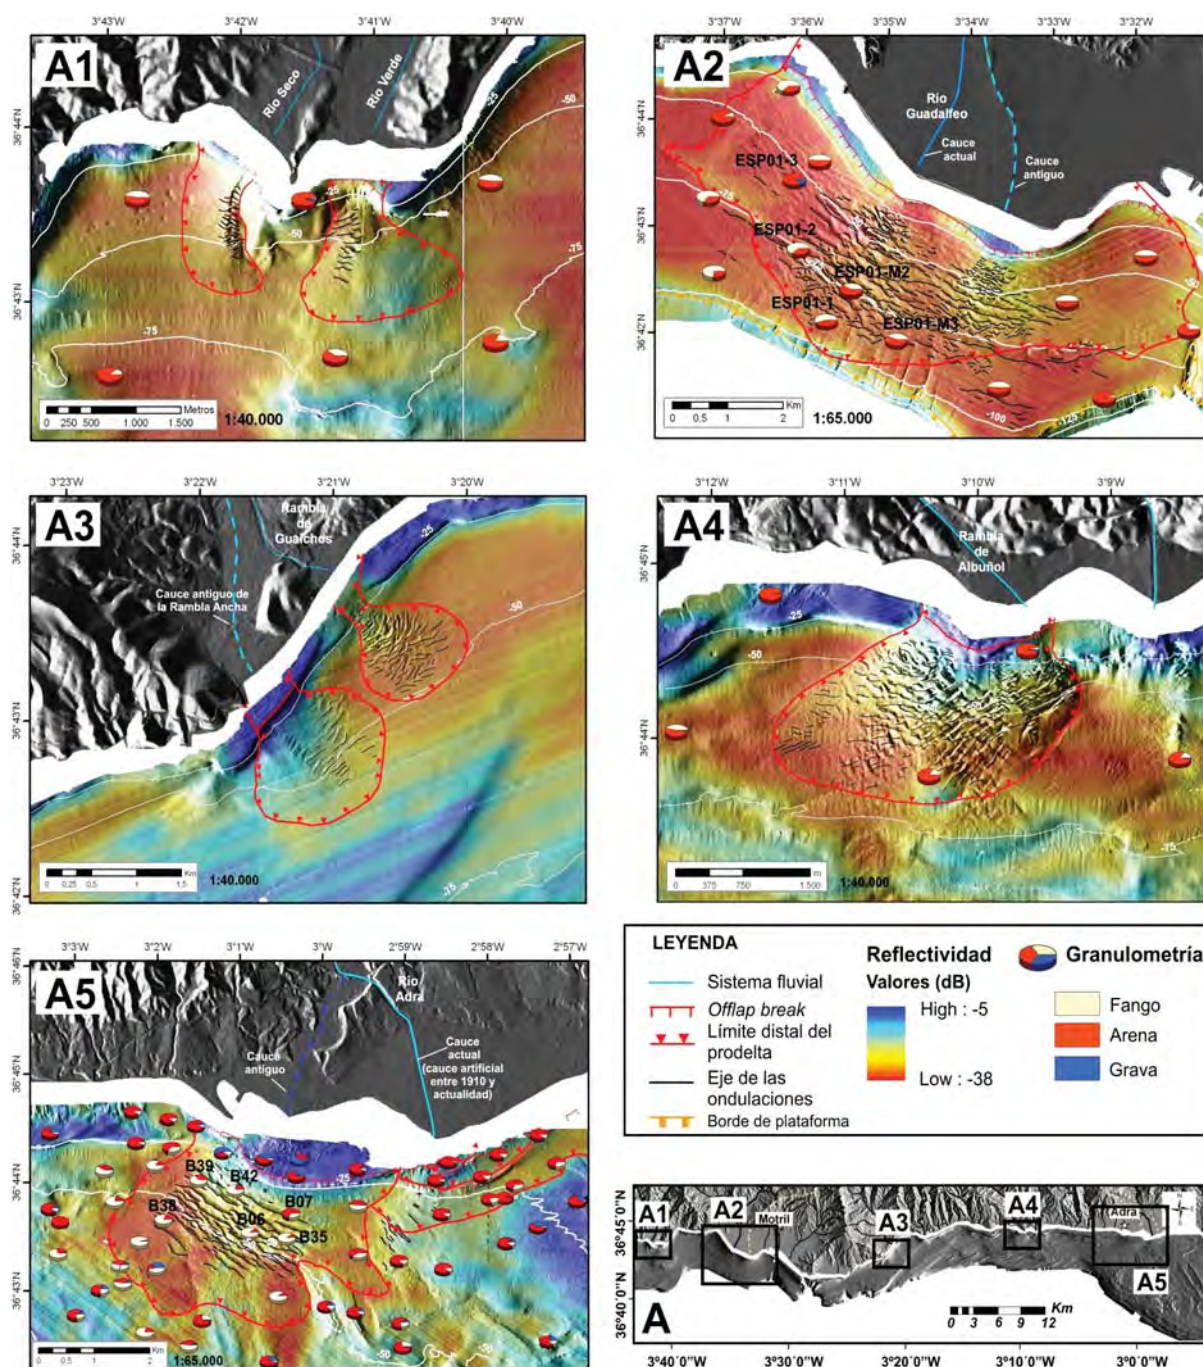 3°43'W 3°42'W 3°41'W 3°40'W
A1
Río Seco
Río Verde
36°44'N
36°43'N
-25
-50
-25
-50
-75
-75
0 250 500 1.000 1.500 Metros
1:40.000
3°37'W 3°36'W 3°35'W 3°34'W 3°33'W 3°32'W
A2
Río Guadalfeo
Cauce actual
Cauce antiguo
36°44'N
36°43'N
36°42'N
ESP01-3
ESP01-2
ESP01-M2
ESP01-1
ESP01-M3
-75
-100
-125
0 0,5 1 2 Km
1:65.000
3°23'W 3°22'W 3°21'W 3°20'W
A3
Rambla de Gualchos
Cauce antiguo de la Rambla Ancha
36°44'N
36°43'N
36°42'N
-25
-50
-75
0 0.25 0.5 1 1.5 Km
1:40.000
3°12'W 3°11'W 3°10'W 3°9'W
A4
Rambla de Albuñol
36°45'N
36°44'N
-25
-50
-75
0 375 750 1.500 m
1:40.000
3°3'W 3°2'W 3°1'W 3°W 2°59'W 2°58'W 2°57'W
A5
Río Adra
Cauce antiguo
Cauce actual (cauce artificial entre 1910 y actualidad)
36°46'N
36°45'N
36°44'N
36°43'N
B39
B42
B38
B07
B06
B35
-25
-50
0 0.5 1 2 Km
1:65.000
LEYENDA
Sistema fluvial
Offlap break
Límite distal del prodelta
Eje de las ondulaciones
Borde de plataforma
Reflectividad
Valores (dB)
High : -5
Low : -38
Granulometría
Fango
Arena
Grava
A1
A2
Motril
A3
A4
Adra
A5
A
36°45'0"N
36°40'0"N
0 3 6 9 12 Km
3°40'0"W 3°30'0"W 3°20'0"W 3°10'0"W 3°0'0"W